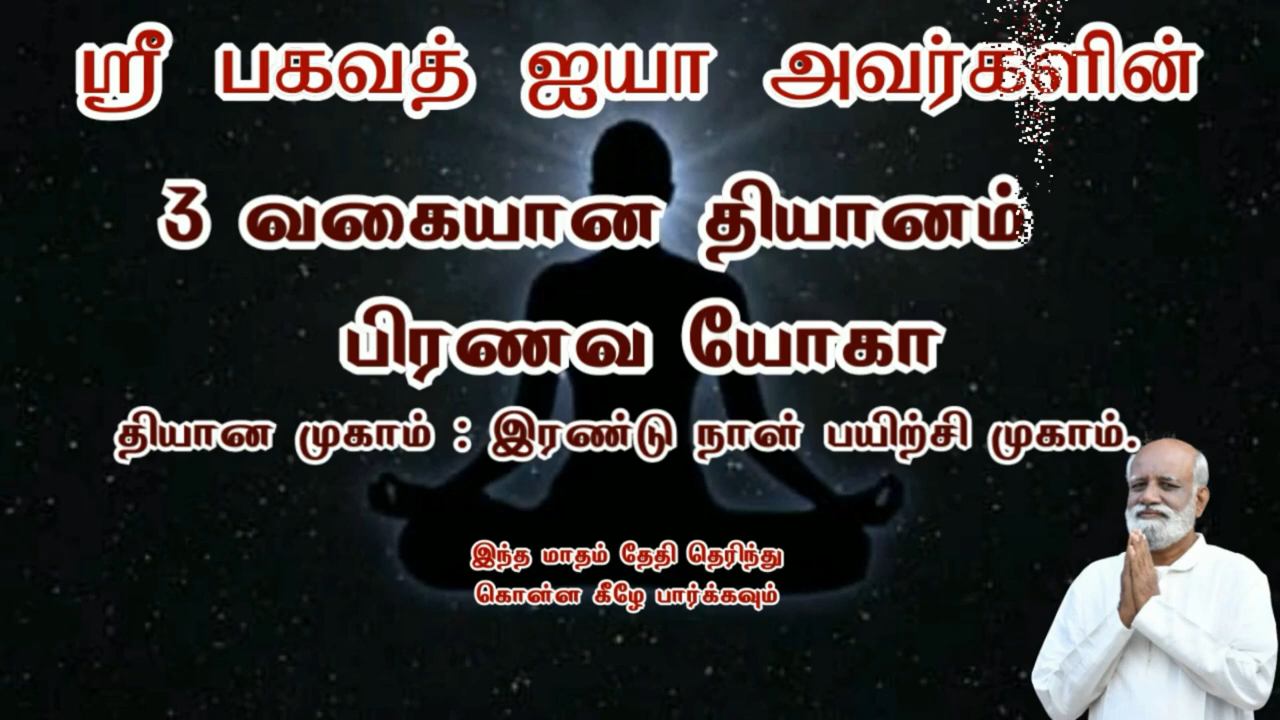 ஸ்ரீ பகவத் ஐயா அவர்களின்
3 வகையான தியானம்
பிரணவ யோகா
தியான முகாம் : இரண்டு நாள் பயிற்சி முகாம்.
இந்த மாதம் தேதி தெரிந்து
கொள்ள கீழே பார்க்கவும்